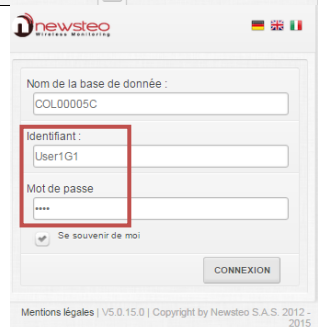 newsteo
Wireless Monitoring
Nom de la base de donnée :
COL00005C
Identifiant :
User1G1
Mot de passe
••••
Se souvenir de moi
CONNEXION
Mentions légales | V5.0.15.0 | Copyright by Newsteo S.A.S. 2012 -
2015